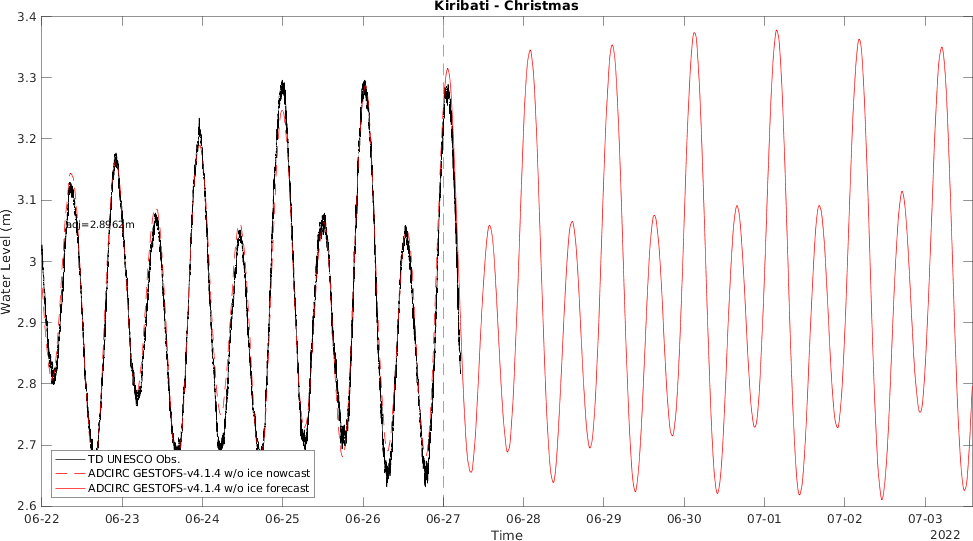 Kiribati - Christmas
3.4
3.3
3.2
3.1
3
2.9
2.8
2.7
2.6
Water Level (m)
adj=2.8962m
TD UNESCO Obs.
ADCIRC GESTOFS-v4.1.4 w/o ice nowcast
ADCIRC GESTOFS-v4.1.4 w/o ice forecast
06-22 06-23 06-24 06-25 06-26 06-27 06-28 06-29 06-30 07-01 07-02 07-03
2022
Time